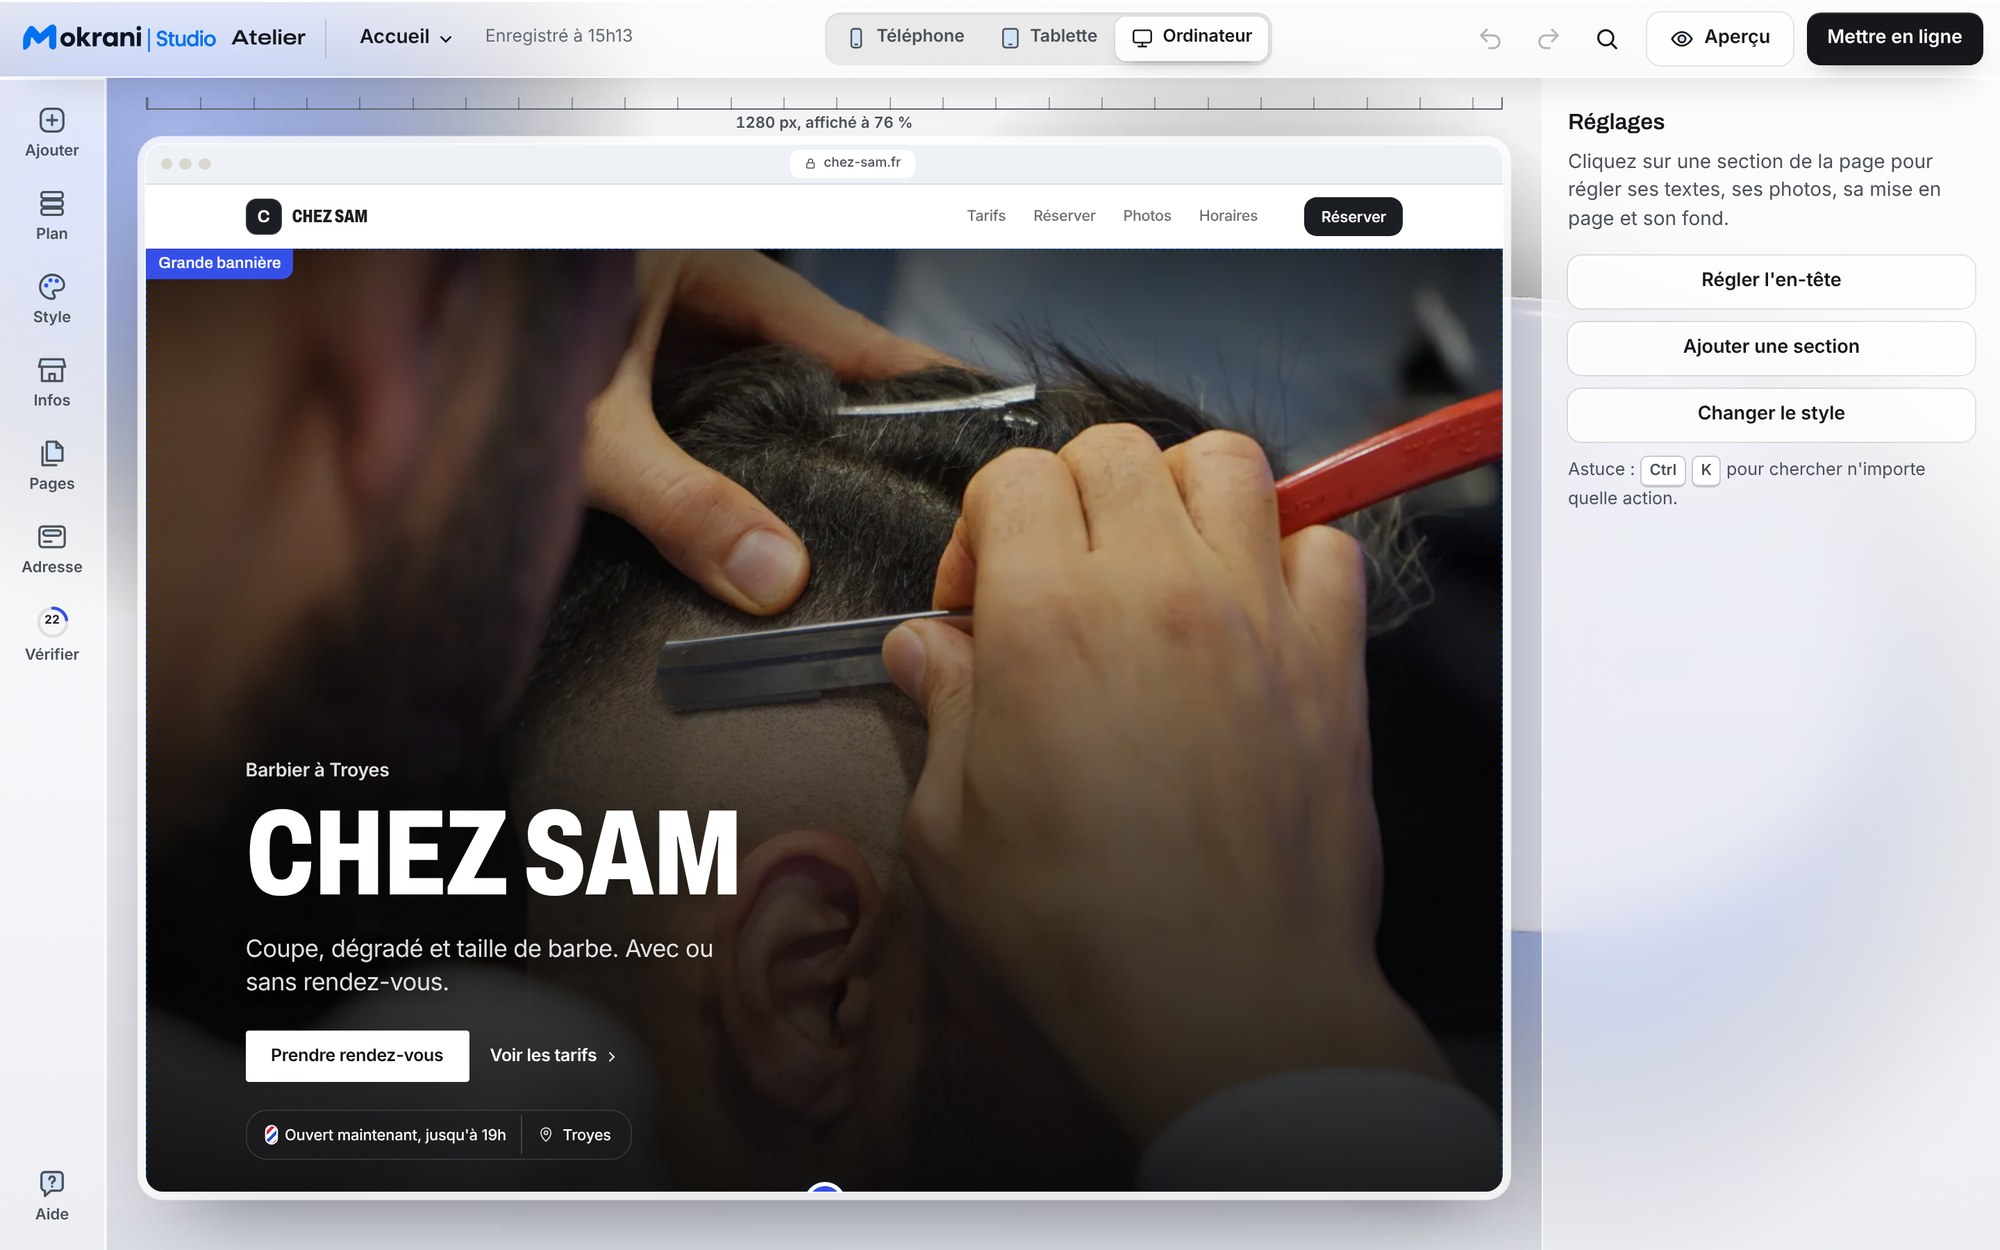 Mokrani | Studio Atelier
Accueil
Enregistré à 15h13
Téléphone
Tablette
Ordinateur
Aperçu
Mettre en ligne
Ajouter
Plan
Style
Infos
Pages
Adresse
22
Vérifier
Aide
1280 px, affiché à 76 %
chez-sam.fr
C CHEZ SAM
Tarifs
Réserver
Photos
Horaires
Réserver
Grande bannière
Barbier à Troyes
CHEZ SAM
Coupe, dégradé et taille de barbe. Avec ou
sans rendez-vous.
Prendre rendez-vous
Voir les tarifs
Ouvert maintenant, jusqu'à 19h
Troyes
Réglages
Cliquez sur une section de la page pour
régler ses textes, ses photos, sa mise en
page et son fond.
Régler l'en-tête
Ajouter une section
Changer le style
Astuce : Ctrl K pour chercher n'importe
quelle action.